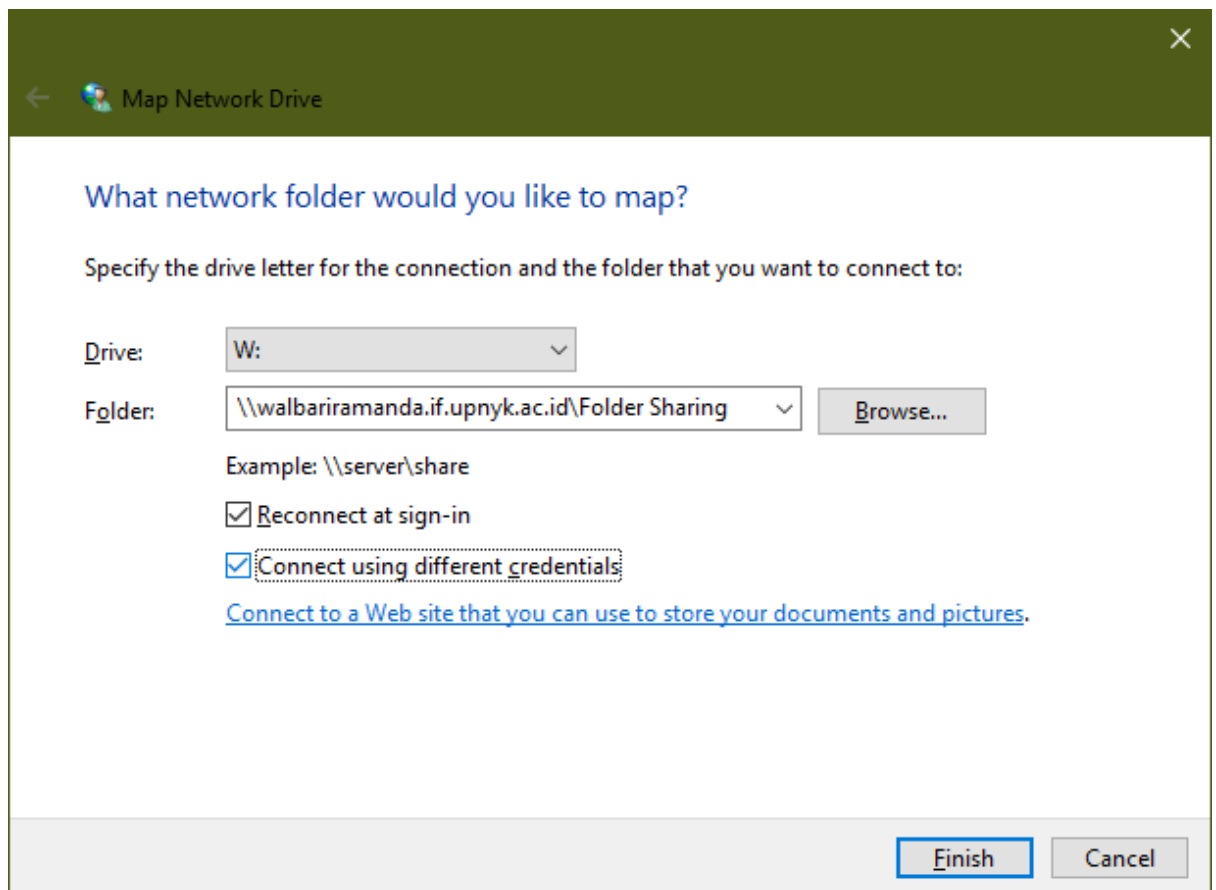 Map Network Drive
What network folder would you like to map?
Specify the drive letter for the connection and the folder that you want to connect to:
Drive: W:
Folder: \\walbariramanda.if.upnyk.ac.id\Folder Sharing Browse...
Example: \\server\share
Reconnect at sign-in
Connect using different credentials
Connect to a Web site that you can use to store your documents and pictures.
Finish Cancel